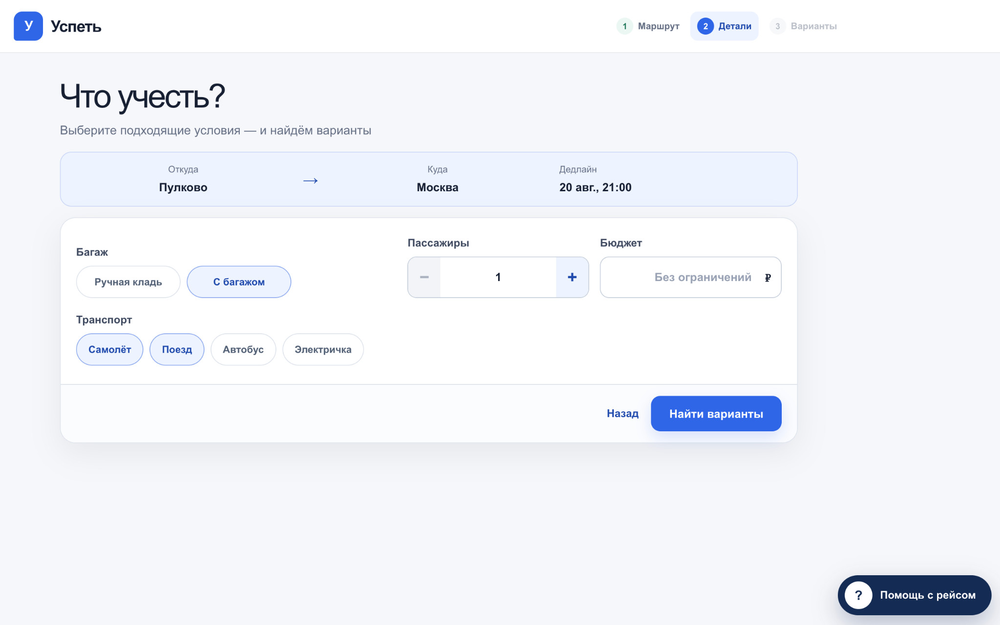 У Успеть
1 Маршрут 2 Детали 3 Варианты
Что учесть?
Выберите подходящие условия — и найдём варианты
Откуда
Пулково
→
Куда
Москва
Дедлайн
20 авг., 21:00
Багаж
Ручная кладь С багажом
Пассажиры
− 1 +
Бюджет
Без ограничений ₽
Транспорт
Самолёт Поезд Автобус Электричка
Назад Найти варианты
? Помощь с рейсом